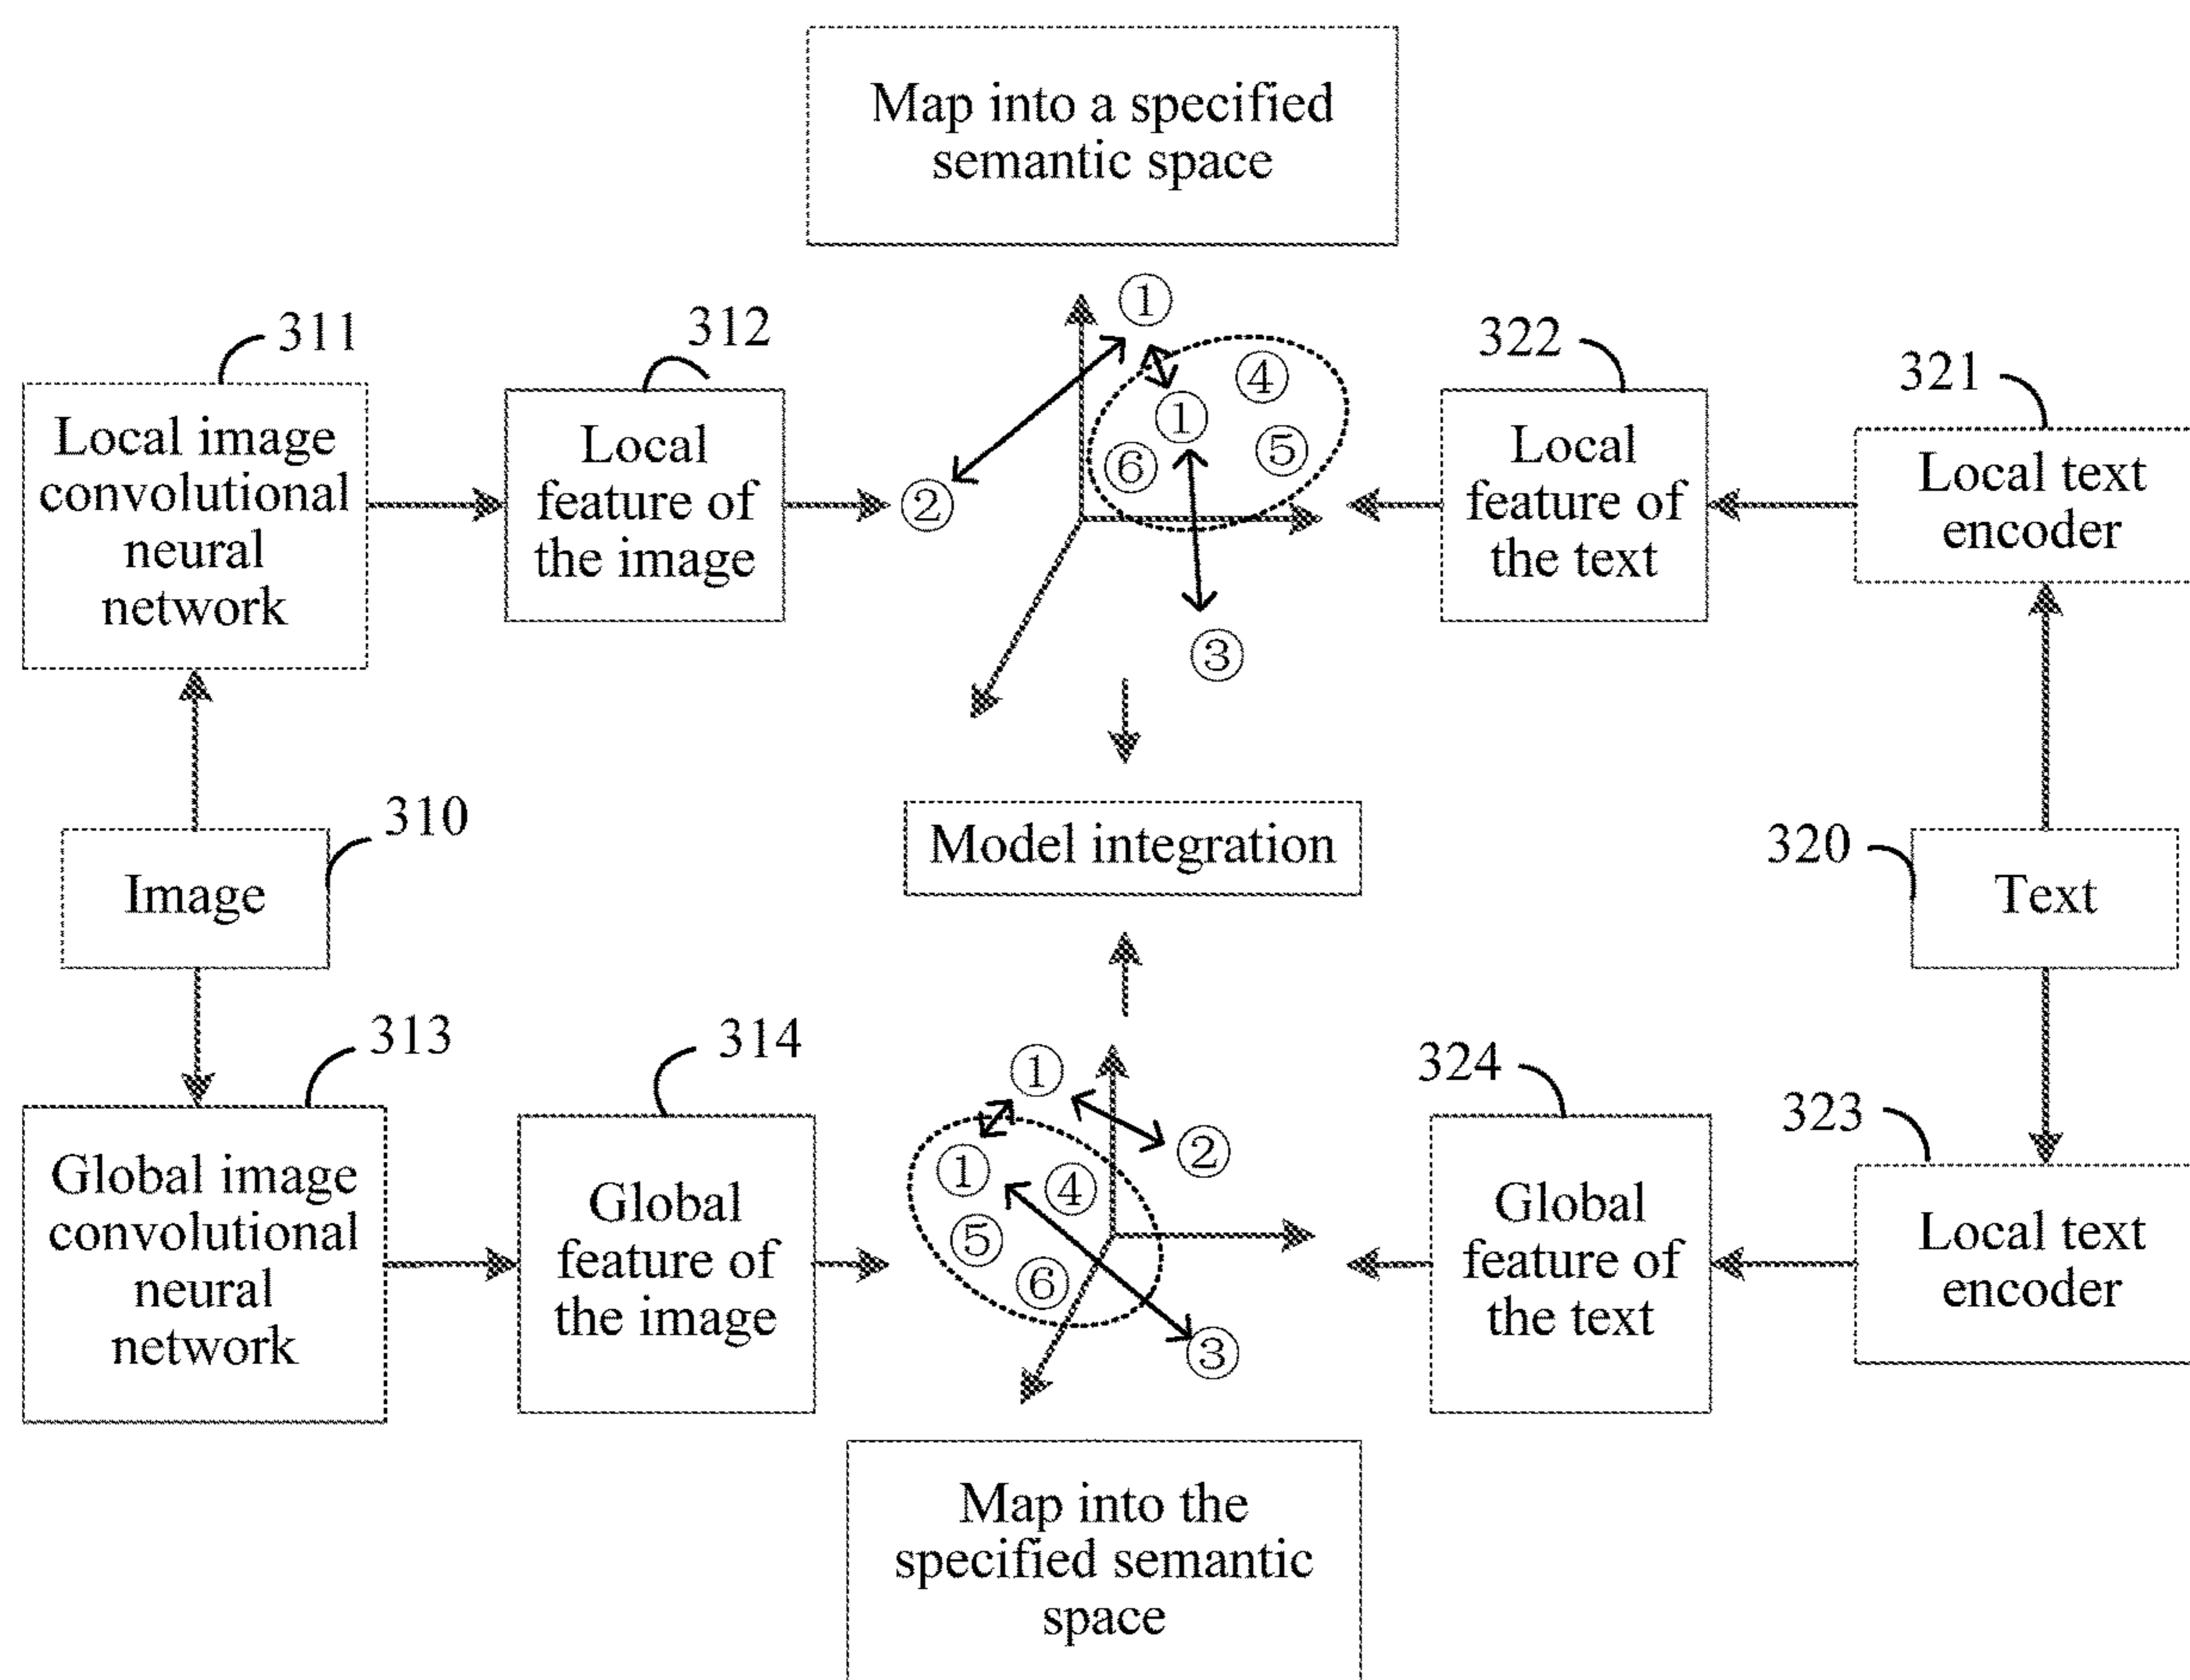 Map into a specified
semantic space
311
Local image
convolutional
neural
network
312
Local
feature of
the image
①
④
①
⑤
⑥
②
③
322
Local
feature of
the text
321
Local text
encoder
310
Image
Model integration
320
Text
313
Global image
convolutional
neural
network
314
Global
feature of
the image
①
②
①
④
⑤
⑥
③
324
Global
feature of
the text
323
Local text
encoder
Map into the
specified semantic
space